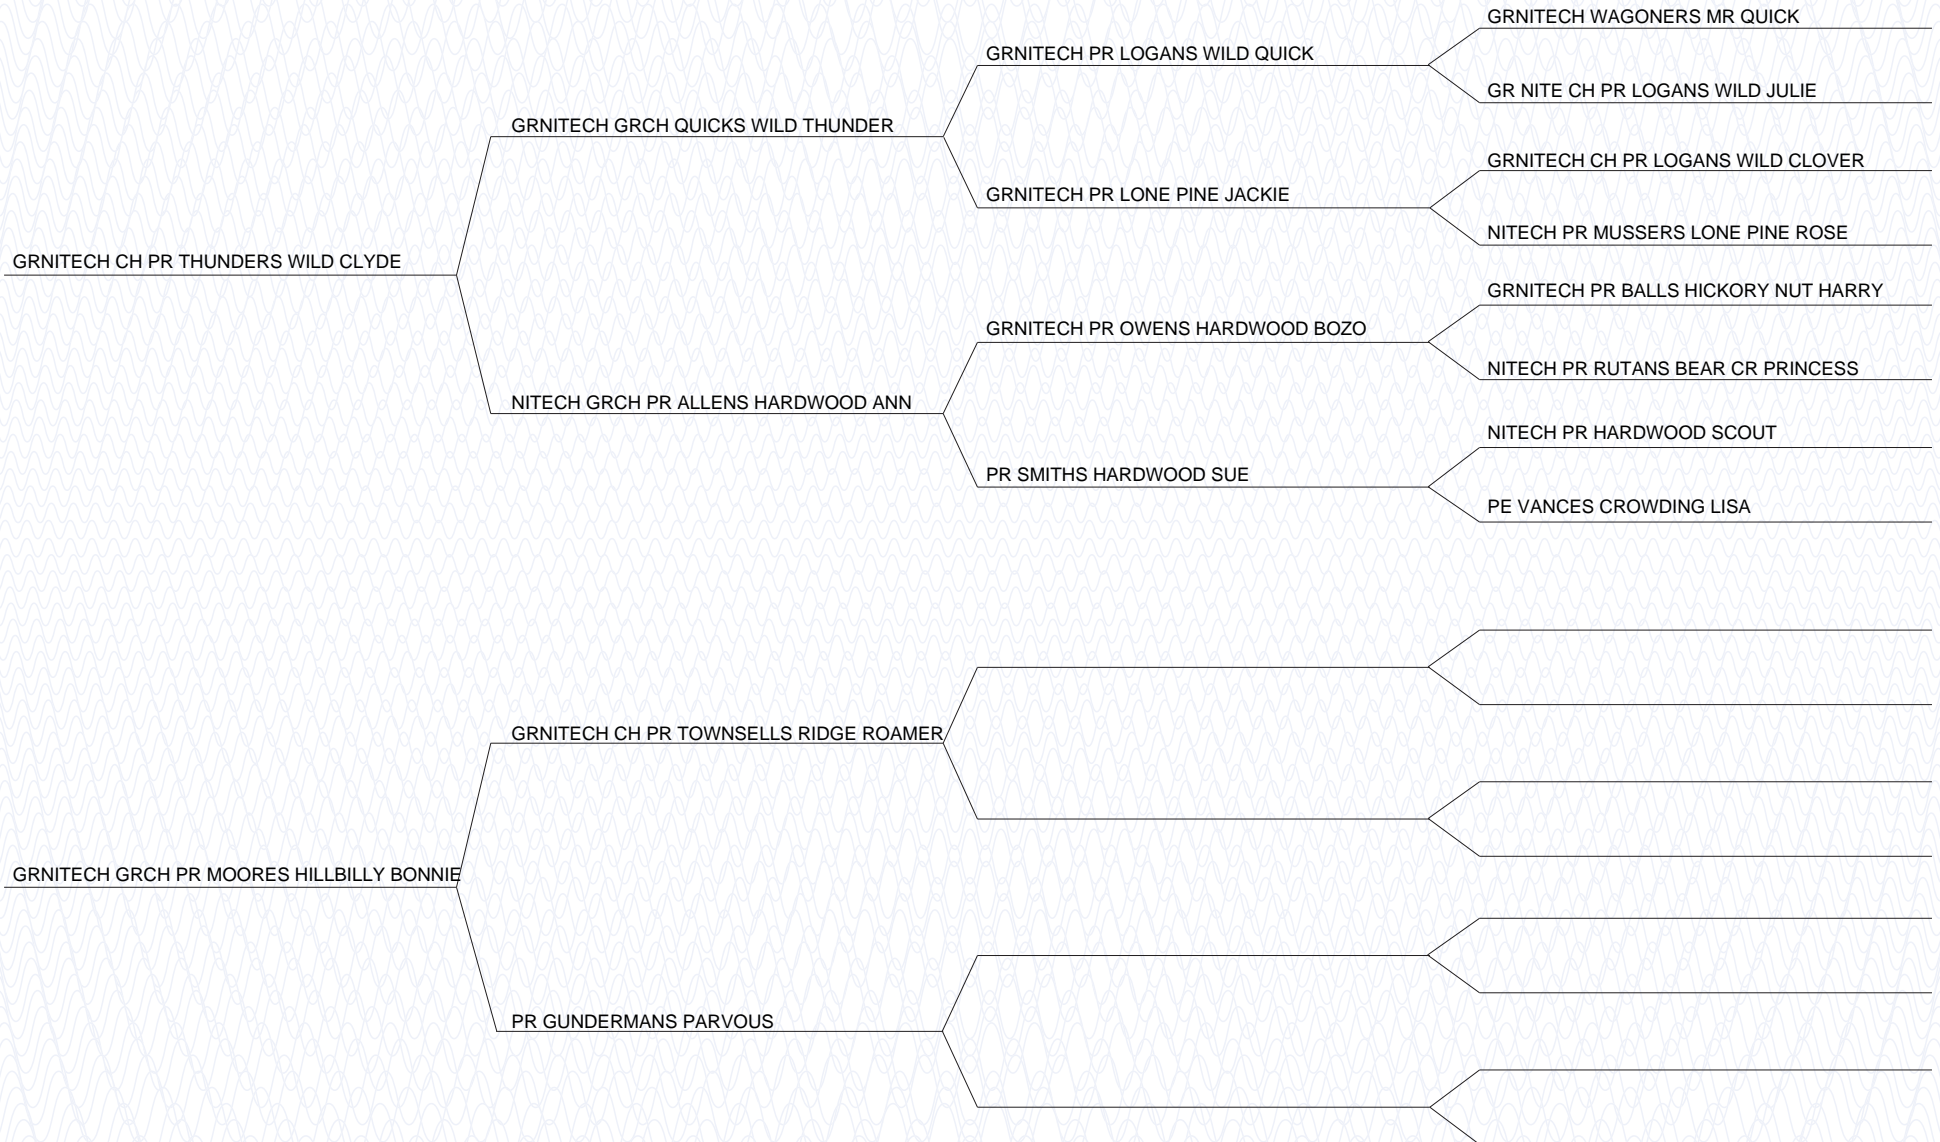 GRNITECH WAGONERS MR QUICK
GRNITECH PR LOGANS WILD QUICK
GR NITE CH PR LOGANS WILD JULIE
GRNITECH GRCH QUICKS WILD THUNDER
GRNITECH CH PR LOGANS WILD CLOVER
GRNITECH PR LONE PINE JACKIE
NITECH PR MUSSERS LONE PINE ROSE
GRNITECH CH PR THUNDERS WILD CLYDE
GRNITECH PR BALLS HICKORY NUT HARRY
GRNITECH PR OWENS HARDWOOD BOZO
NITECH PR RUTANS BEAR CR PRINCESS
NITECH GRCH PR ALLENS HARDWOOD ANN
NITECH PR HARDWOOD SCOUT
PR SMITHS HARDWOOD SUE
PE VANCES CROWDING LISA
GRNITECH CH PR TOWNSELLS RIDGE ROAMER
GRNITECH GRCH PR MOORES HILLBILLY BONNIE
PR GUNDERMANS PARVOUS